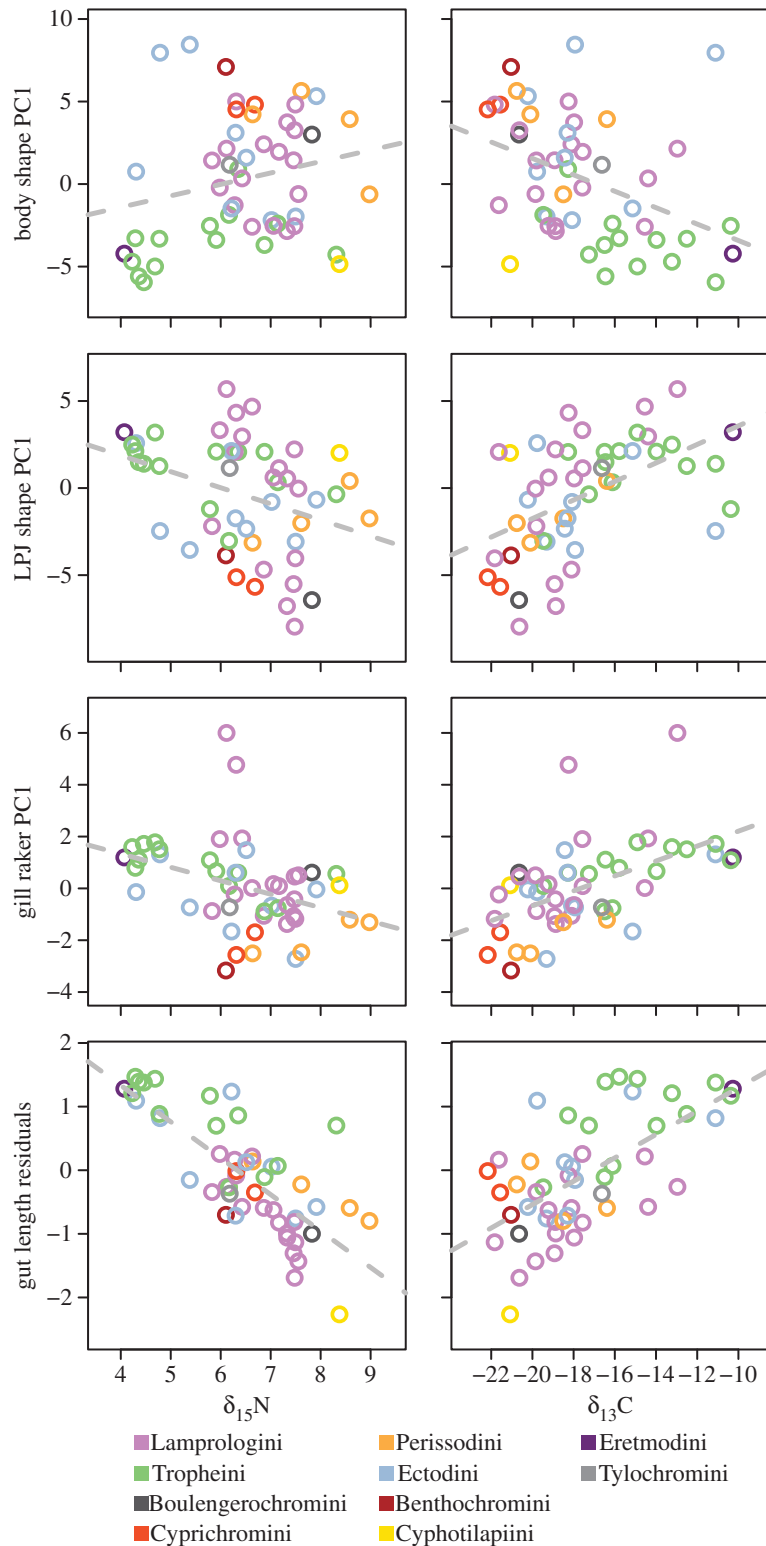 body shape PC1
10
5
0
−5
LPJ shape PC1
5
0
−5
gill raker PC1
6
4
2
0
−2
−4
gut length residuals
2
1
0
−1
−2
4 5 6 7 8 9
−22 −20 −18 −16 −14 −12 −10
δ15N
δ13C
Lamprologini Perissodini Eretmodini
Tropheini Ectodini Tylochromini
Boulengerochromini Benthochromini
Cyprichromini Cyphotilapiini